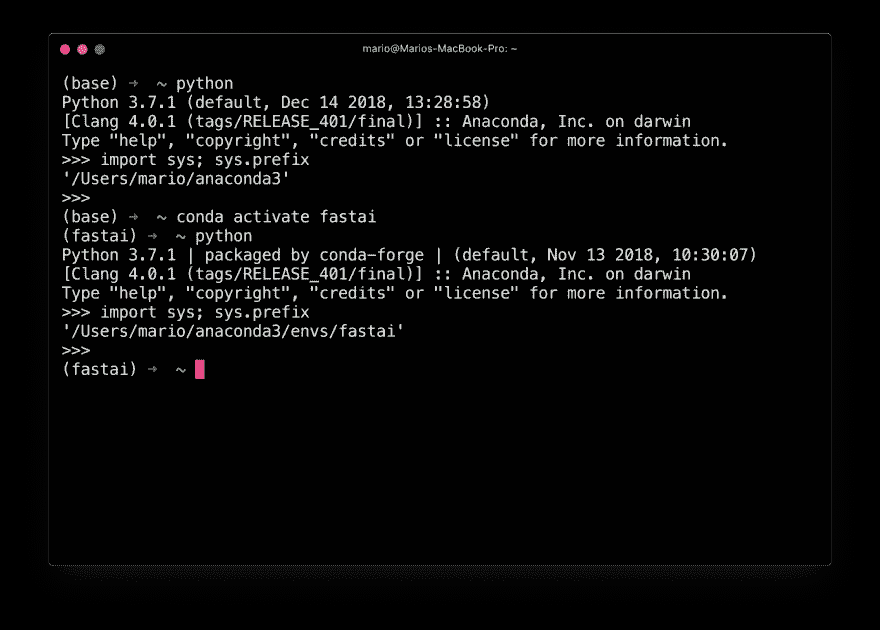 mario@Marios-MacBook-Pro: ~
(base) → ~ python
Python 3.7.1 (default, Dec 14 2018, 13:28:58)
[Clang 4.0.1 (tags/RELEASE_401/final)] :: Anaconda, Inc. on darwin
Type "help", "copyright", "credits" or "license" for more information.
>>> import sys; sys.prefix
'/Users/mario/anaconda3'
>>>
(base) → ~ conda activate fastai
(fastai) → ~ python
Python 3.7.1 | packaged by conda-forge | (default, Nov 13 2018, 10:30:07)
[Clang 4.0.1 (tags/RELEASE_401/final)] :: Anaconda, Inc. on darwin
Type "help", "copyright", "credits" or "license" for more information.
>>> import sys; sys.prefix
'/Users/mario/anaconda3/envs/fastai'
>>>
(fastai) → ~